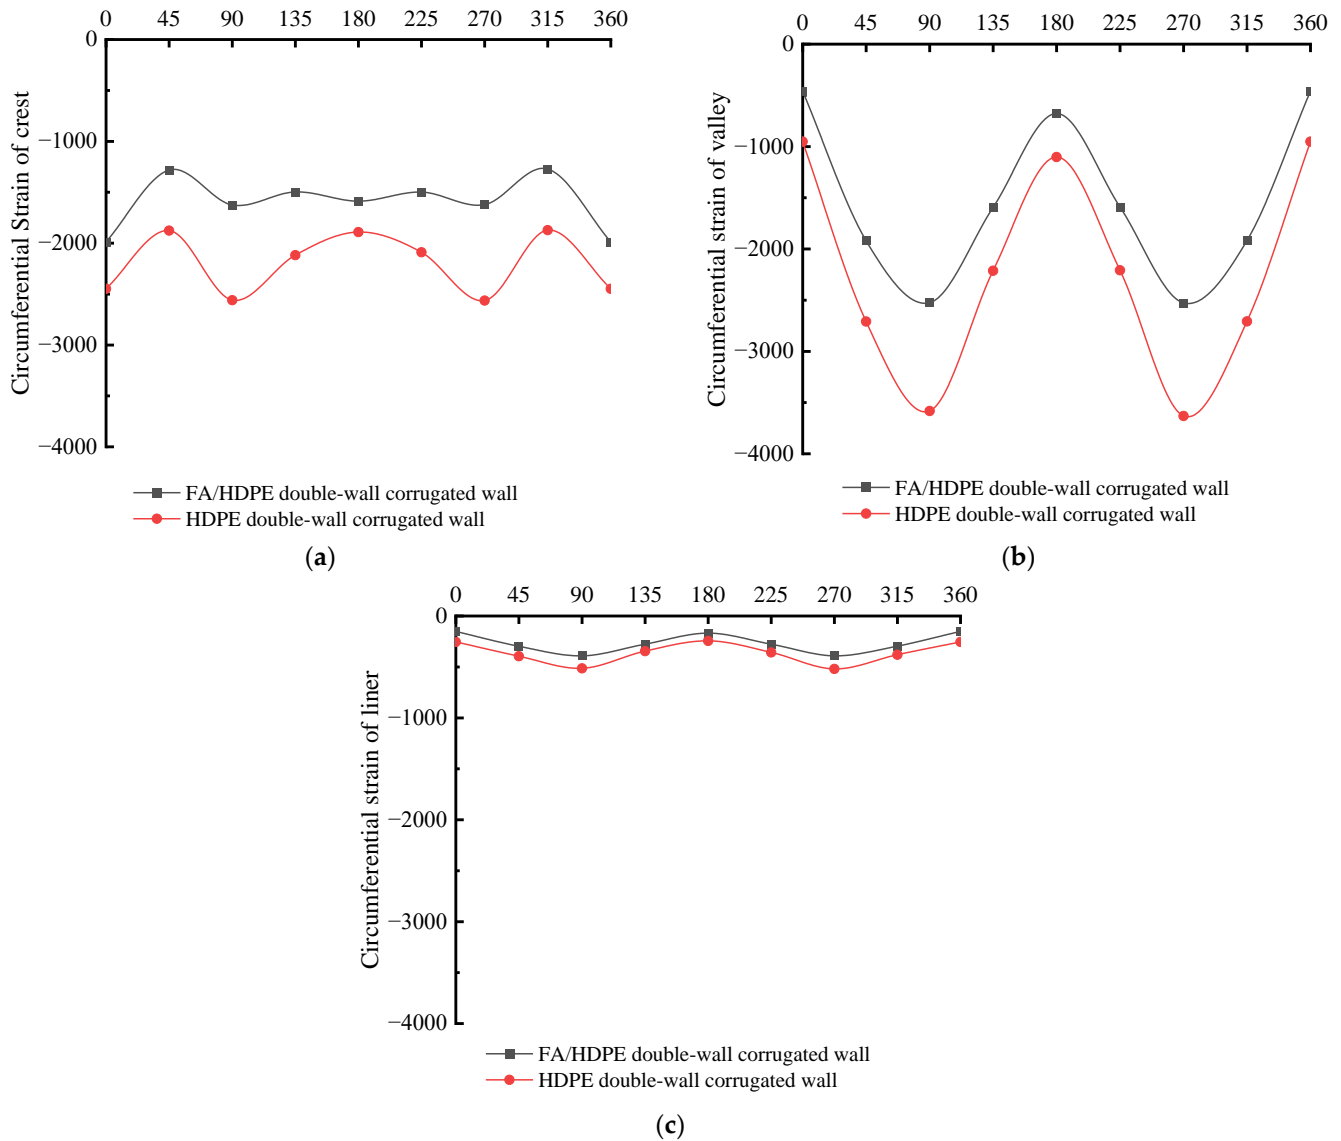 0 45 90 135 180 225 270 315 360
0
−1000
−2000
−3000
−4000
Circumferential Strain of crest
FA/HDPE double-wall corrugated wall
HDPE double-wall corrugated wall
(a)
0 45 90 135 180 225 270 315 360
0
−1000
−2000
−3000
−4000
Circumferential strain of valley
FA/HDPE double-wall corrugated wall
HDPE double-wall corrugated wall
(b)
0 45 90 135 180 225 270 315 360
0
−1000
−2000
−3000
−4000
Circumferential strain of liner
FA/HDPE double-wall corrugated wall
HDPE double-wall corrugated wall
(c)